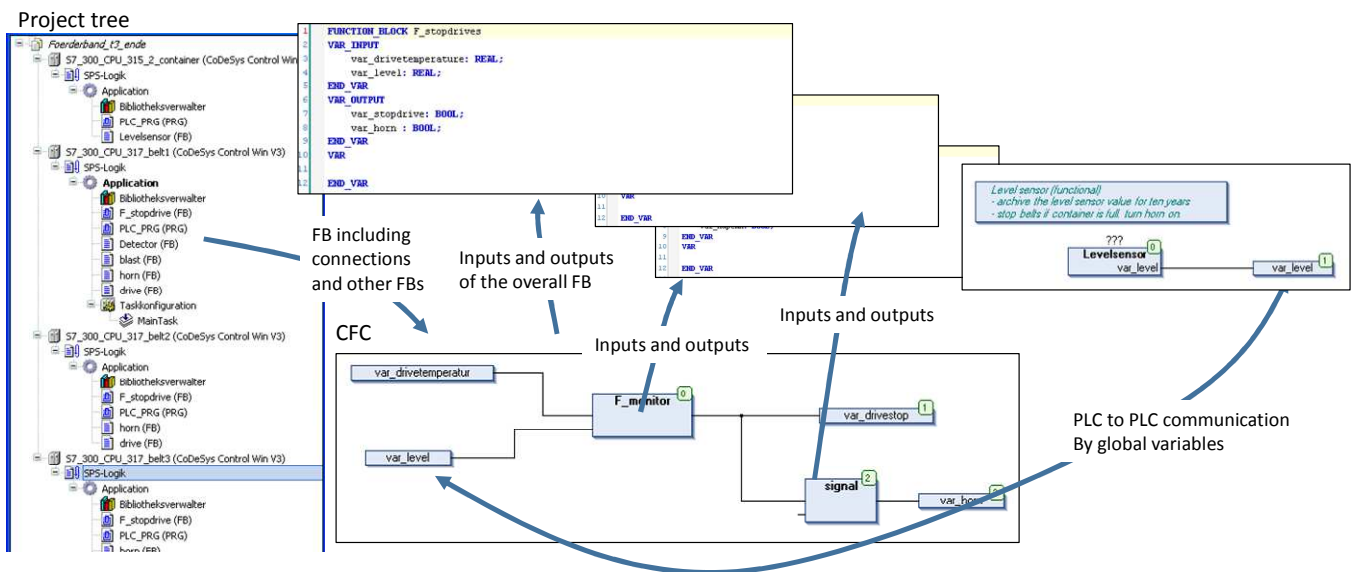 Project tree
Foerderband_t3_ende
S7_300_CPU_315_2_container (CoDeSys Control Win
SPS-Logik
Application
Bibliotheksverwalter
PLC_PRG (PRG)
Levelsensor (FB)
S7_300_CPU_317_belt1 (CoDeSys Control Win V3)
SPS-Logik
Application
Bibliotheksverwalter
F_stopdrive (FB)
PLC_PRG (PRG)
Detector (FB)
blast (FB)
horn (FB)
drive (FB)
Taskkonfiguration
MainTask
S7_300_CPU_317_belt2 (CoDeSys Control Win V3)
SPS-Logik
Application
Bibliotheksverwalter
F_stopdrive (FB)
PLC_PRG (PRG)
horn (FB)
drive (FB)
S7_300_CPU_317_belt3 (CoDeSys Control Win V3)
SPS-Logik
Application
Bibliotheksverwalter
F_stopdrive (FB)
PLC_PRG (PRG)
horn (FB)
1 FUNCTION_BLOCK F_stopdrives
2 VAR_INPUT
3 var_drivetemperature: REAL;
4 var_level: REAL;
5 END_VAR
6 VAR_OUTPUT
7 var_stopdrive: BOOL;
8 var_horn : BOOL;
9 END_VAR
10 VAR
11
12 END_VAR
10 VAR
11
12 END_VAR
9 END_VAR
10 VAR
11
12 END_VAR
Level sensor (functional)
- archive the level sensor value for ten years
- stop belts if container is full. turn horn on.
???
Levelsensor 0
var_level
var_level 1
FB including
connections
and other FBs
Inputs and outputs
of the overall FB
Inputs and outputs
Inputs and outputs
CFC
var_drivetemperatur
var_level
F_monitor 0
var_drivestop 1
signal 2
var_horn
PLC to PLC communication
By global variables